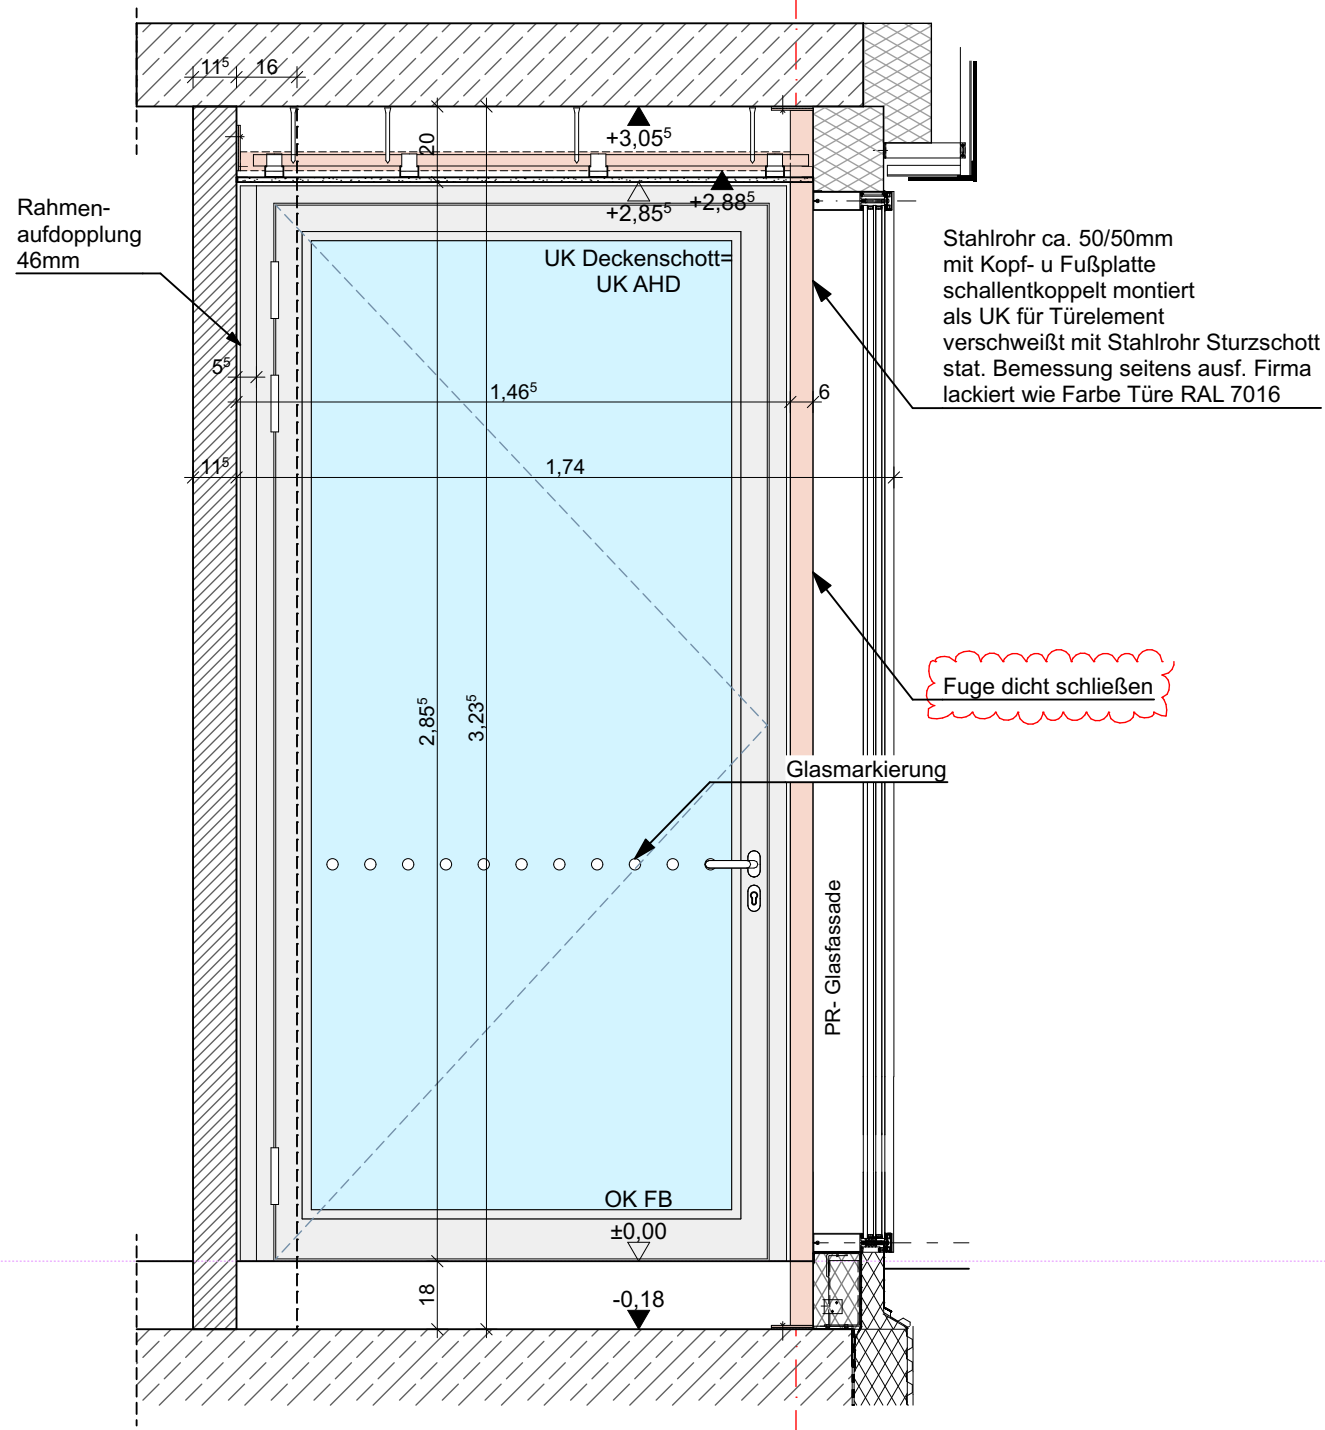 11⁵ 16
+3,05⁵
20
+2,88⁵
+2,85⁵
Rahmen-
aufdopplung
46mm
UK Deckenschott=
UK AHD
Stahlrohr ca. 50/50mm
mit Kopf- u Fußplatte
schallentkoppelt montiert
als UK für Türelement
verschweißt mit Stahlrohr Sturzschott
stat. Bemessung seitens ausf. Firma
lackiert wie Farbe Türe RAL 7016
5⁵
1,46⁵ 6
11⁵ 1,74
Fuge dicht schließen
2,85⁵
3,23⁵
Glasmarkierung
PR- Glasfassade
OK FB
±0,00
18
-0,18